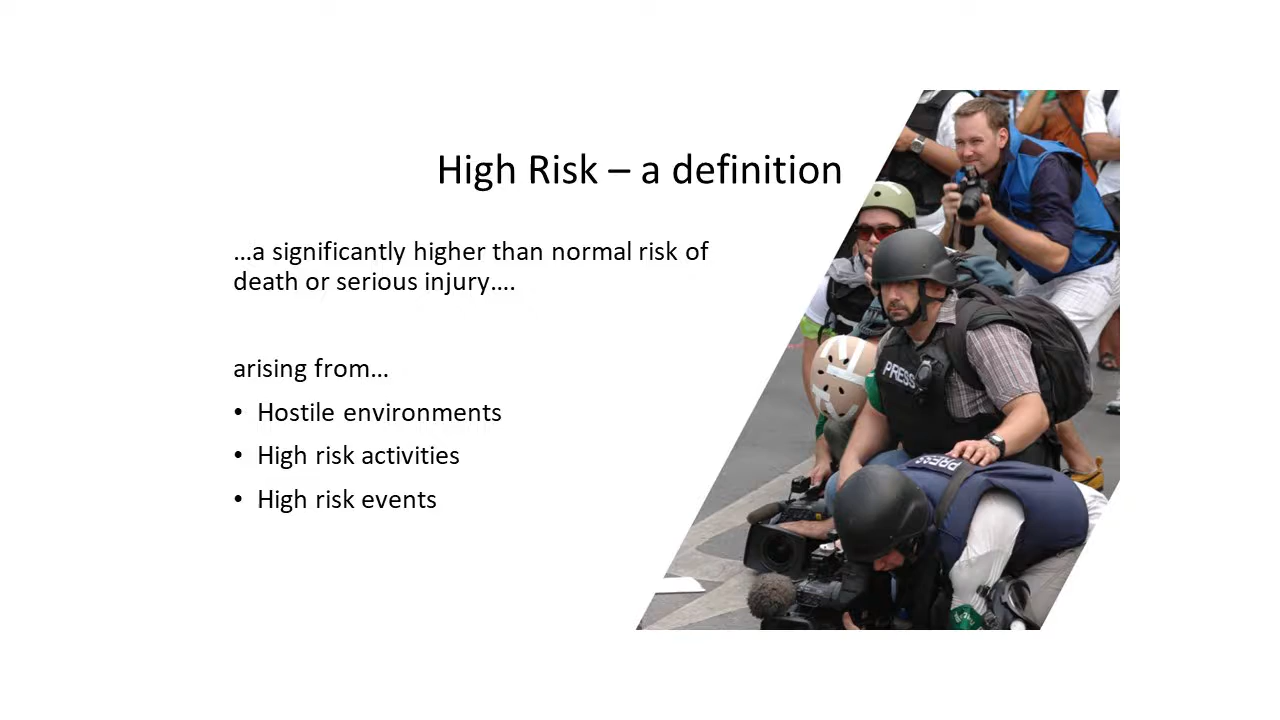 High Risk – a definition
…a significantly higher than normal risk of
death or serious injury….
arising from…
• Hostile environments
• High risk activities
• High risk events
PRESS
PRESS